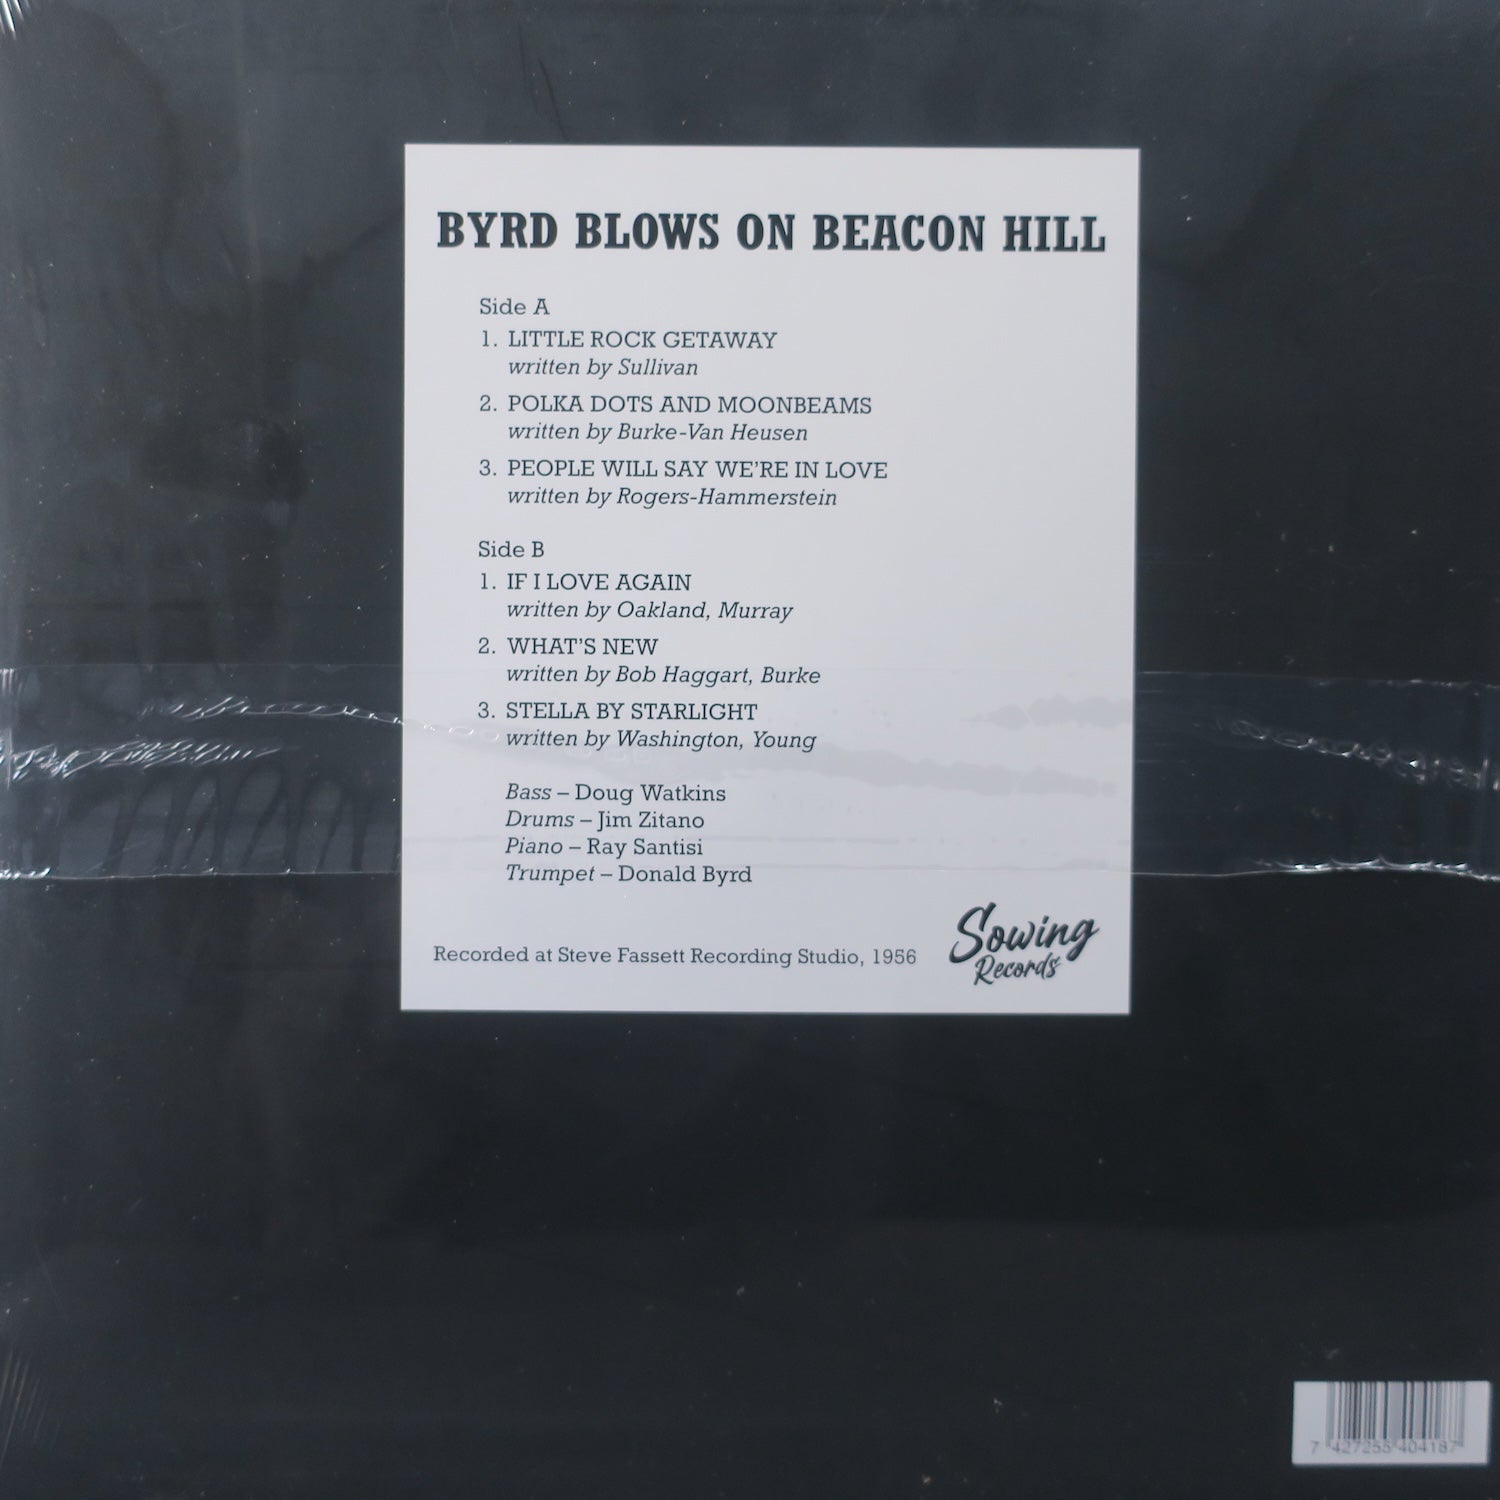 BYRD BLOWS ON BEACON HILL
Side A
1. LITTLE ROCK GETAWAY
written by Sullivan
2. POLKA DOTS AND MOONBEAMS
written by Burke-Van Heusen
3. PEOPLE WILL SAY WE'RE IN LOVE
written by Rogers-Hammerstein
Side B
1. IF I LOVE AGAIN
written by Oakland, Murray
2. WHAT'S NEW
written by Bob Haggart, Burke
3. STELLA BY STARLIGHT
written by Washington, Young
Bass – Doug Watkins
Drums – Jim Zitano
Piano – Ray Santisi
Trumpet – Donald Byrd
Recorded at Steve Fassett Recording Studio, 1956
Sowing
Records
7 427255 404187